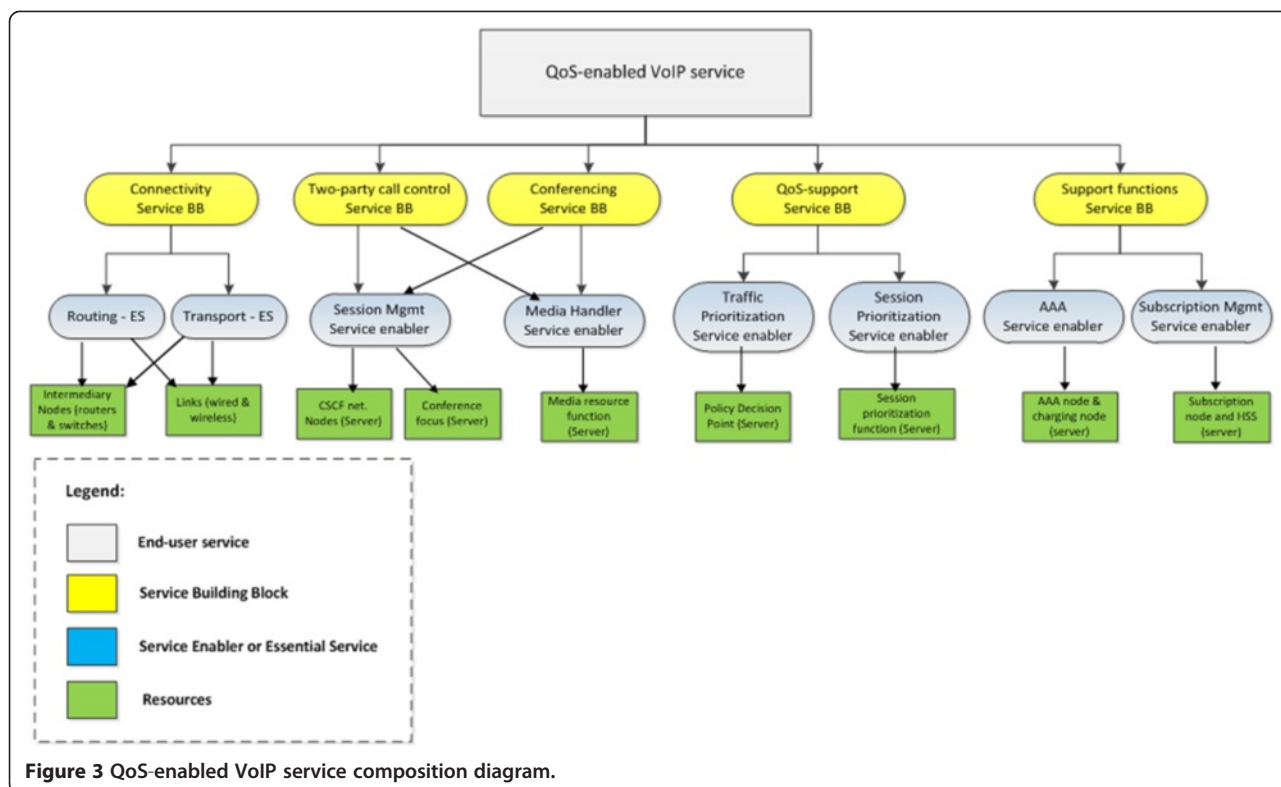 QoS-enabled VoIP service
Connectivity
Service BB
Two-party call control
Service BB
Conferencing
Service BB
QoS-support
Service BB
Support functions
Service BB
Routing - ES
Transport - ES
Session Mgmt
Service enabler
Media Handler
Service enabler
Traffic
Prioritization
Service enabler
Session
Prioritization
Service enabler
AAA
Service enabler
Subscription Mgmt
Service enabler
Intermediary
Nodes (routers
& switches)
Links (wired &
wireless)
CSCF net.
Nodes (Server)
Conference
focus (Server)
Media resource
function
(Server)
Policy Decision
Point (Server)
Session
prioritization
function (Server)
AAA node &
charging node
(server)
Subscription
node and HSS
(server)
Legend:
End-user service
Service Building Block
Service Enabler or Essential Service
Resources
Figure 3 QoS-enabled VoIP service composition diagram.